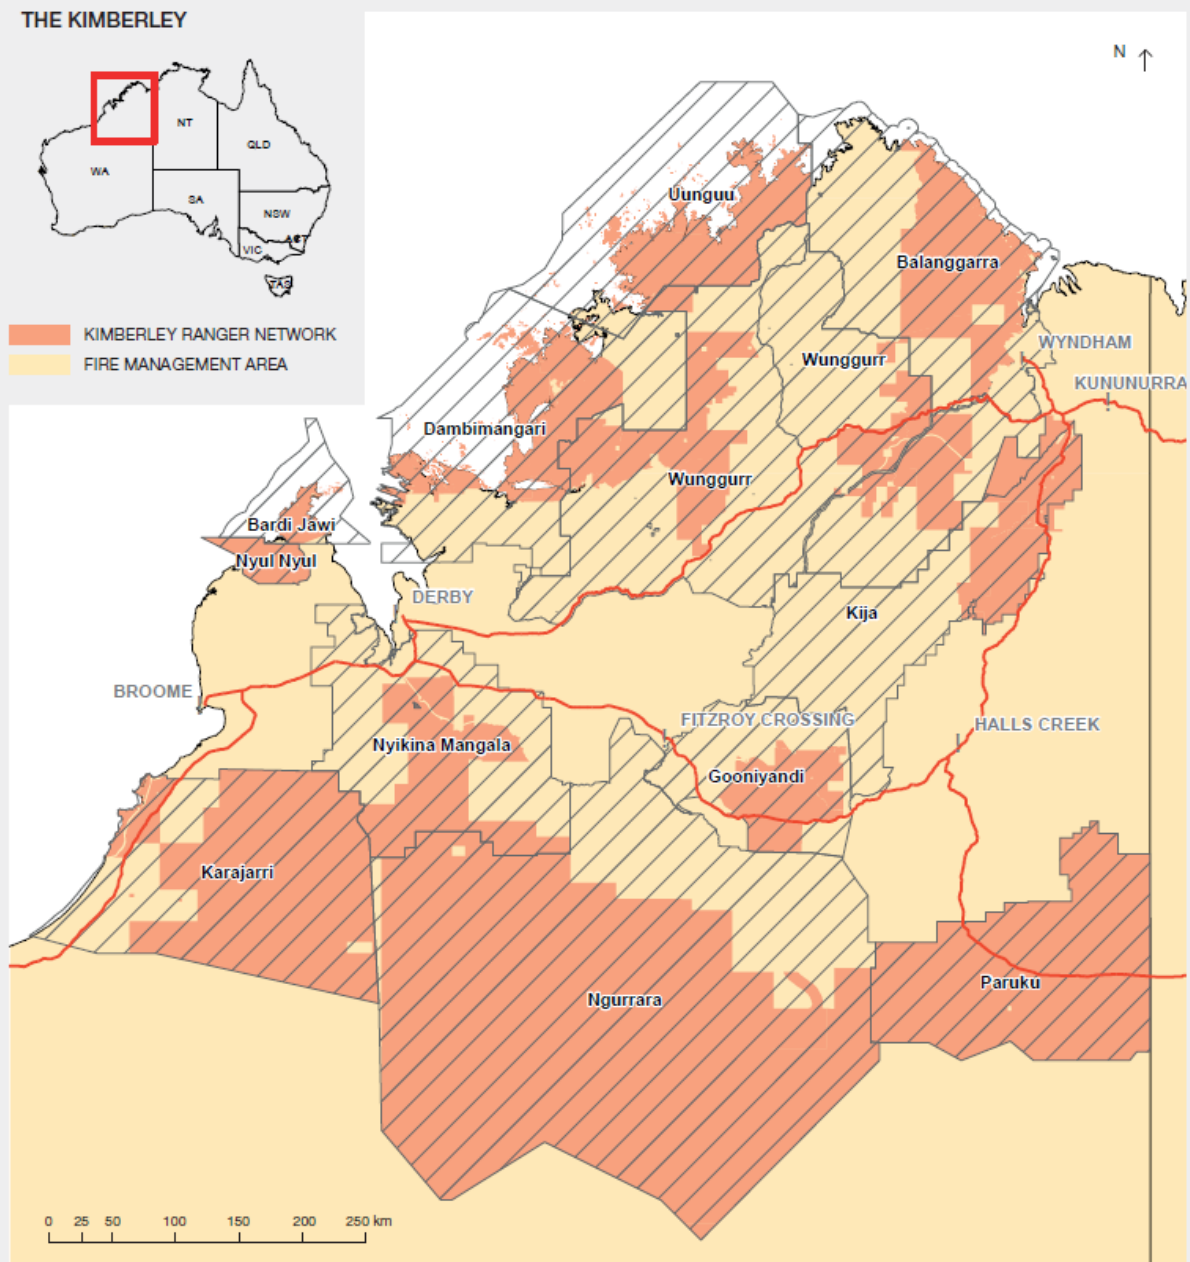 THE KIMBERLEY
N
NT
QLD
WA
SA
NSW
ACT
VIC
TAS
KIMBERLEY RANGER NETWORK
FIRE MANAGEMENT AREA
Uunguu
Balanggarra
WYNDHAM
Wunggurr
KUNUNURRA
Dambimangari
Wunggurr
Bardi Jawi
Nyul Nyul
DERBY
Kija
BROOME
FITZROY CROSSING
HALLS CREEK
Nyikina Mangala
Gooniyandi
Karajarri
Paruku
Ngurrara
0 25 50 100 150 200 250 km